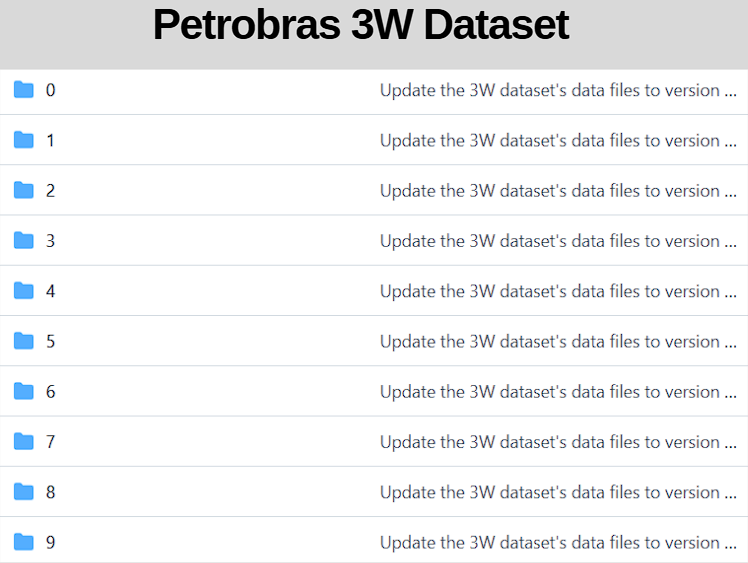 Petrobras 3W Dataset
0 Update the 3W dataset's data files to version ...
1 Update the 3W dataset's data files to version ...
2 Update the 3W dataset's data files to version ...
3 Update the 3W dataset's data files to version ...
4 Update the 3W dataset's data files to version ...
5 Update the 3W dataset's data files to version ...
6 Update the 3W dataset's data files to version ...
7 Update the 3W dataset's data files to version ...
8 Update the 3W dataset's data files to version ...
9 Update the 3W dataset's data files to version ...